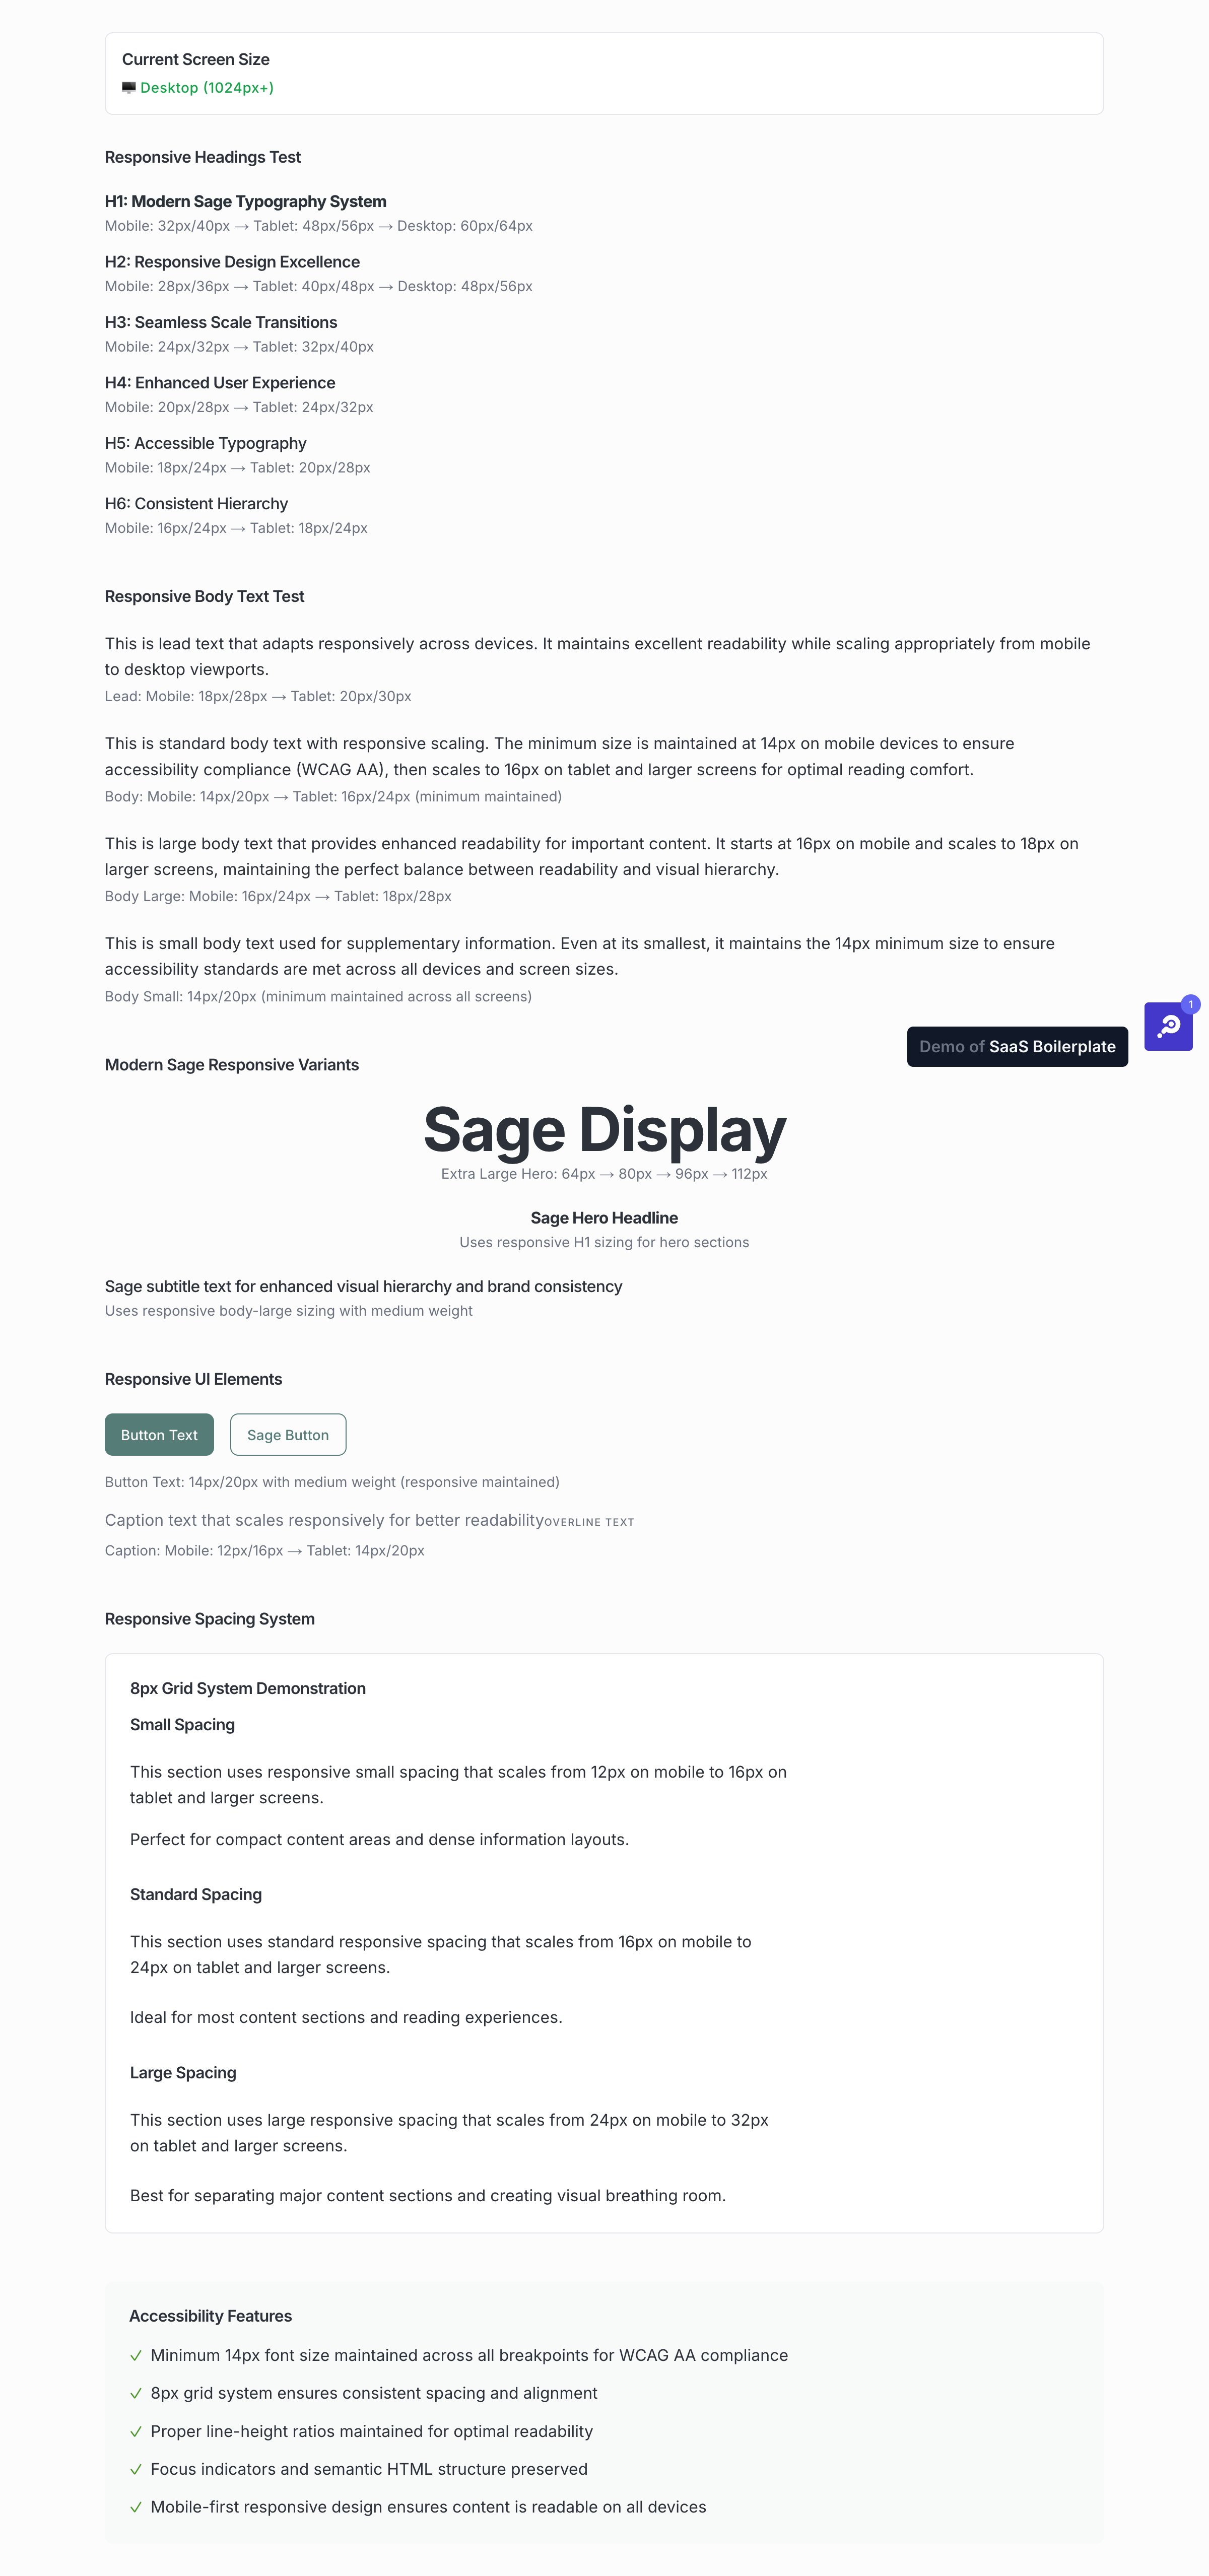 Current Screen Size
🖥️ Desktop (1024px+)
Responsive Headings Test
H1: Modern Sage Typography System
Mobile: 32px/40px → Tablet: 48px/56px → Desktop: 60px/64px
H2: Responsive Design Excellence
Mobile: 28px/36px → Tablet: 40px/48px → Desktop: 48px/56px
H3: Seamless Scale Transitions
Mobile: 24px/32px → Tablet: 32px/40px
H4: Enhanced User Experience
Mobile: 20px/28px → Tablet: 24px/32px
H5: Accessible Typography
Mobile: 18px/24px → Tablet: 20px/28px
H6: Consistent Hierarchy
Mobile: 16px/24px → Tablet: 18px/24px
Responsive Body Text Test
This is lead text that adapts responsively across devices. It maintains excellent readability while scaling appropriately from mobile
to desktop viewports.
Lead: Mobile: 18px/28px → Tablet: 20px/30px
This is standard body text with responsive scaling. The minimum size is maintained at 14px on mobile devices to ensure
accessibility compliance (WCAG AA), then scales to 16px on tablet and larger screens for optimal reading comfort.
Body: Mobile: 14px/20px → Tablet: 16px/24px (minimum maintained)
This is large body text that provides enhanced readability for important content. It starts at 16px on mobile and scales to 18px on
larger screens, maintaining the perfect balance between readability and visual hierarchy.
Body Large: Mobile: 16px/24px → Tablet: 18px/28px
This is small body text used for supplementary information. Even at its smallest, it maintains the 14px minimum size to ensure
accessibility standards are met across all devices and screen sizes.
Body Small: 14px/20px (minimum maintained across all screens)
1
Demo of SaaS Boilerplate
Modern Sage Responsive Variants
Sage Display
Extra Large Hero: 64px → 80px → 96px → 112px
Sage Hero Headline
Uses responsive H1 sizing for hero sections
Sage subtitle text for enhanced visual hierarchy and brand consistency
Uses responsive body-large sizing with medium weight
Responsive UI Elements
Button Text
Sage Button
Button Text: 14px/20px with medium weight (responsive maintained)
Caption text that scales responsively for better readabilityOVERLINE TEXT
Caption: Mobile: 12px/16px → Tablet: 14px/20px
Responsive Spacing System
8px Grid System Demonstration
Small Spacing
This section uses responsive small spacing that scales from 12px on mobile to 16px on
tablet and larger screens.
Perfect for compact content areas and dense information layouts.
Standard Spacing
This section uses standard responsive spacing that scales from 16px on mobile to
24px on tablet and larger screens.
Ideal for most content sections and reading experiences.
Large Spacing
This section uses large responsive spacing that scales from 24px on mobile to 32px
on tablet and larger screens.
Best for separating major content sections and creating visual breathing room.
Accessibility Features
✓ Minimum 14px font size maintained across all breakpoints for WCAG AA compliance
✓ 8px grid system ensures consistent spacing and alignment
✓ Proper line-height ratios maintained for optimal readability
✓ Focus indicators and semantic HTML structure preserved
✓ Mobile-first responsive design ensures content is readable on all devices